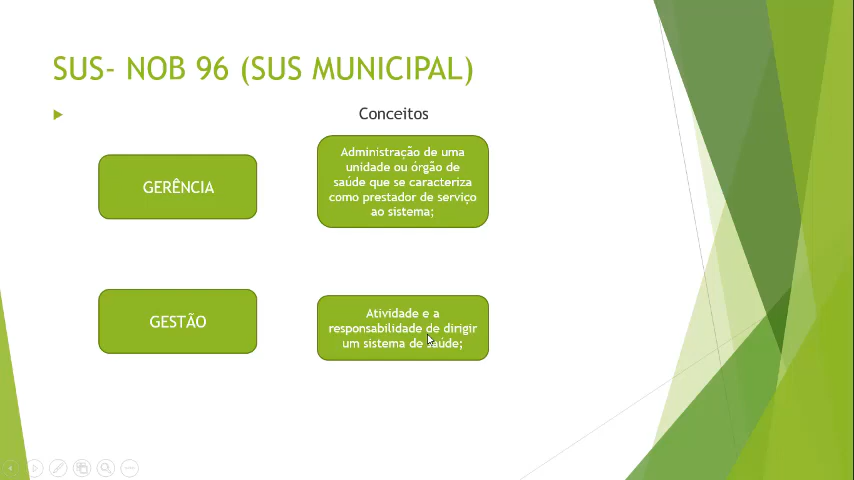 SUS- NOB 96 (SUS MUNICIPAL)
Conceitos
GERÊNCIA
Administração de uma
unidade ou órgão de
saúde que se caracteriza
como prestador de serviço
ao sistema;
GESTÃO
Atividade e a
responsabilidade de dirigir
um sistema de saúde;